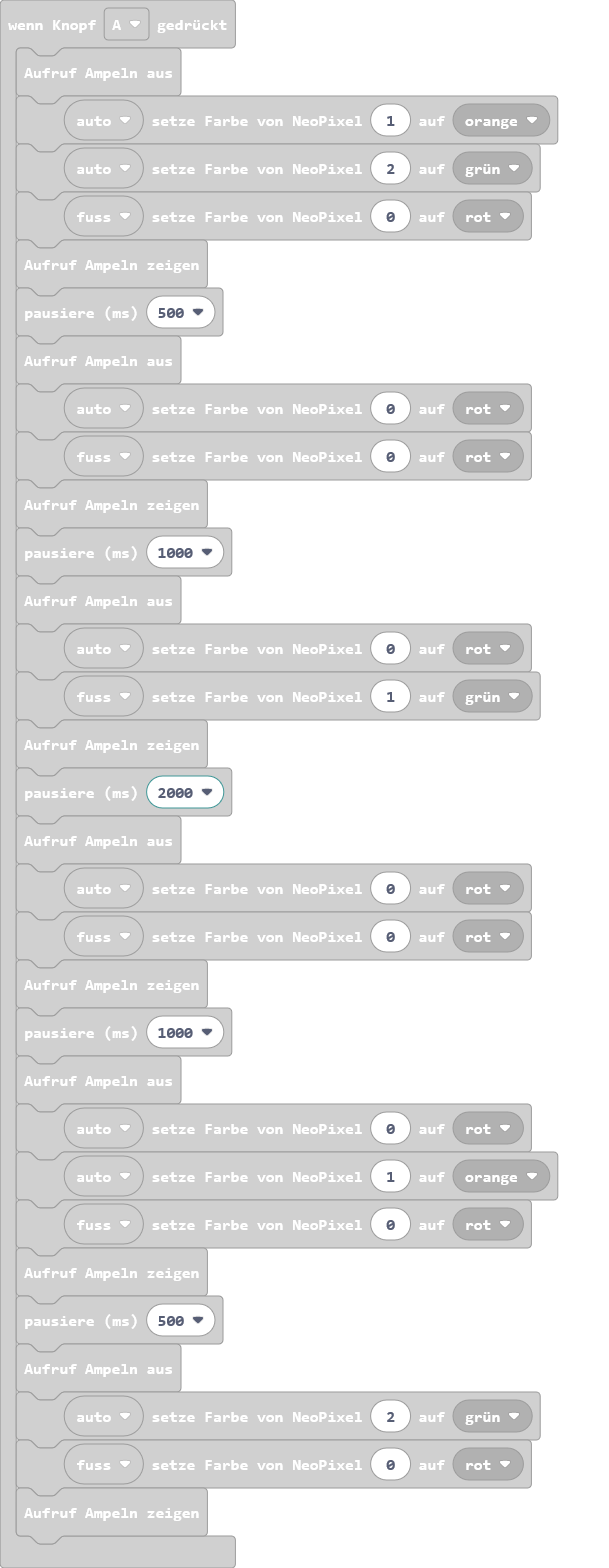 wenn Knopf A gedrückt
Aufruf Ampeln aus
auto setze Farbe von NeoPixel 1 auf orange
auto setze Farbe von NeoPixel 2 auf grün
fuss setze Farbe von NeoPixel 0 auf rot
Aufruf Ampeln zeigen
pausiere (ms) 500
Aufruf Ampeln aus
auto setze Farbe von NeoPixel 0 auf rot
fuss setze Farbe von NeoPixel 0 auf rot
Aufruf Ampeln zeigen
pausiere (ms) 1000
Aufruf Ampeln aus
auto setze Farbe von NeoPixel 0 auf rot
fuss setze Farbe von NeoPixel 1 auf grün
Aufruf Ampeln zeigen
pausiere (ms) 2000
Aufruf Ampeln aus
auto setze Farbe von NeoPixel 0 auf rot
fuss setze Farbe von NeoPixel 0 auf rot
Aufruf Ampeln zeigen
pausiere (ms) 1000
Aufruf Ampeln aus
auto setze Farbe von NeoPixel 0 auf rot
auto setze Farbe von NeoPixel 1 auf orange
fuss setze Farbe von NeoPixel 0 auf rot
Aufruf Ampeln zeigen
pausiere (ms) 500
Aufruf Ampeln aus
auto setze Farbe von NeoPixel 2 auf grün
fuss setze Farbe von NeoPixel 0 auf rot
Aufruf Ampeln zeigen